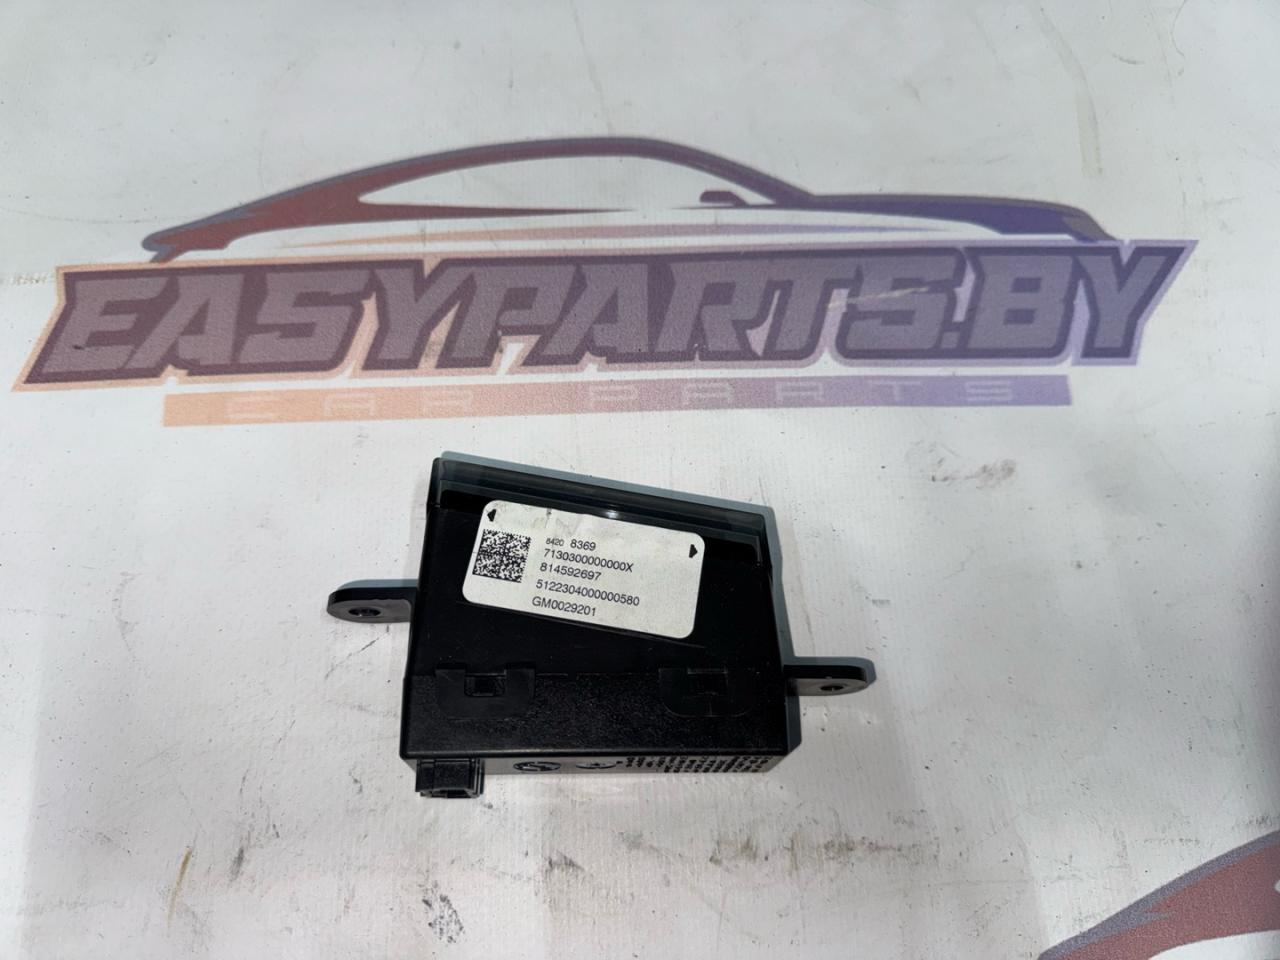 EASYPARTS.BY
CAR PARTS
8420 8369
7130300000000X
814592697
5122304000000580
GM0029201